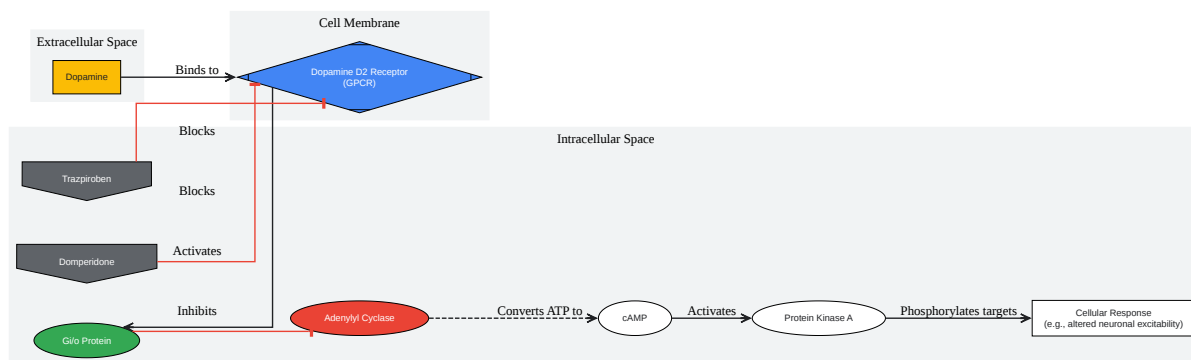 Cell Membrane
Extracellular Space
Dopamine
Binds to
Dopamine D2 Receptor
(GPCR)
Blocks
Intracellular Space
Trazpiroben
Blocks
Domperidone
Activates
Inhibits
Gi/o Protein
Adenylyl Cyclase
Converts ATP to
cAMP
Activates
Protein Kinase A
Phosphorylates targets
Cellular Response
(e.g., altered neuronal excitability)